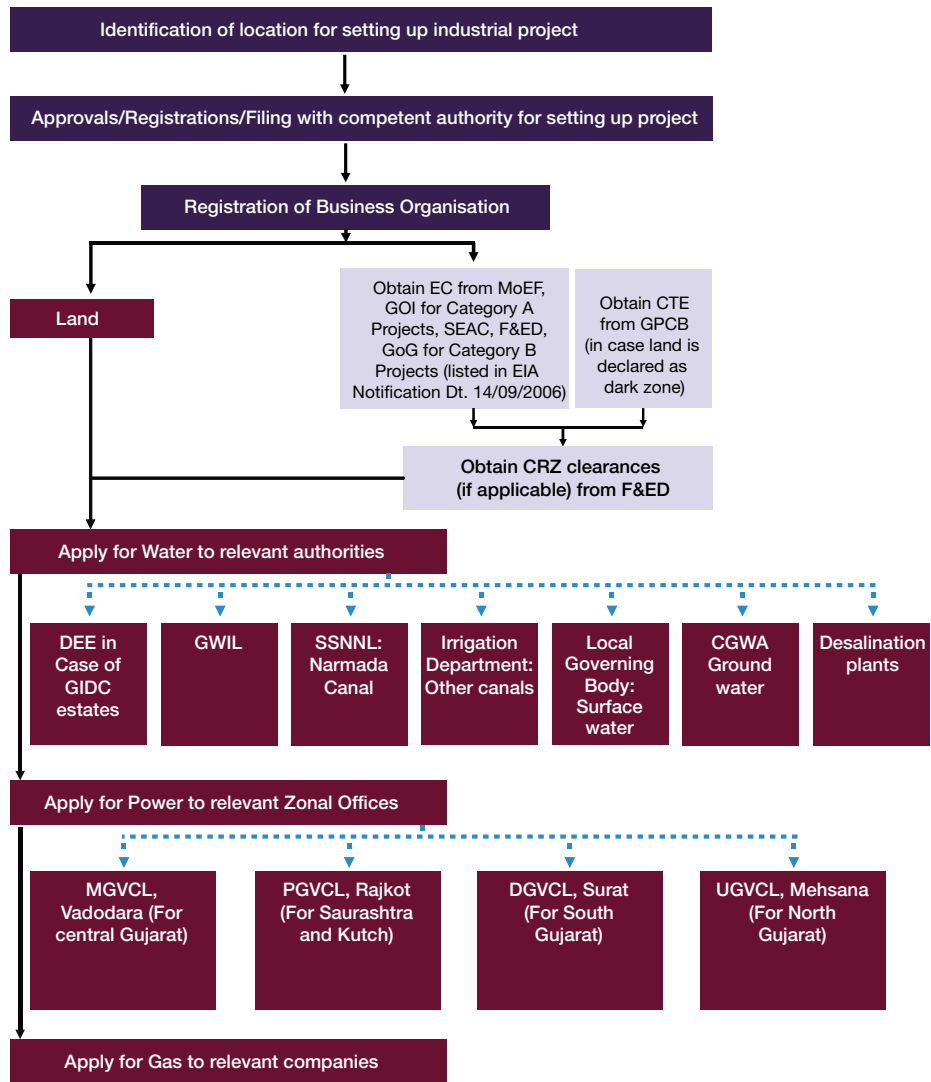 Identification of location for setting up industrial project
Approvals/Registrations/Filing with competent authority for setting up project
Registration of Business Organisation
Land
Obtain EC from MoEF,
GOI for Category A
Projects, SEAC, F&ED,
GoG for Category B
Projects (listed in EIA
Notification Dt. 14/09/2006)
Obtain CTE
from GPCB
(in case land is
declared as
dark zone)
Obtain CRZ clearances
(if applicable) from F&ED
Apply for Water to relevant authorities
DEE in
Case of
GIDC
estates
GWIL
SSNNL:
Narmada
Canal
Irrigation
Department:
Other canals
Local
Governing
Body:
Surface
water
CGWA
Ground
water
Desalination
plants
Apply for Power to relevant Zonal Offices
MGVCL,
Vadodara (For
central Gujarat)
PGVCL, Rajkot
(For Saurashtra
and Kutch)
DGVCL, Surat
(For South
Gujarat)
UGVCL, Mehsana
(For North
Gujarat)
Apply for Gas to relevant companies